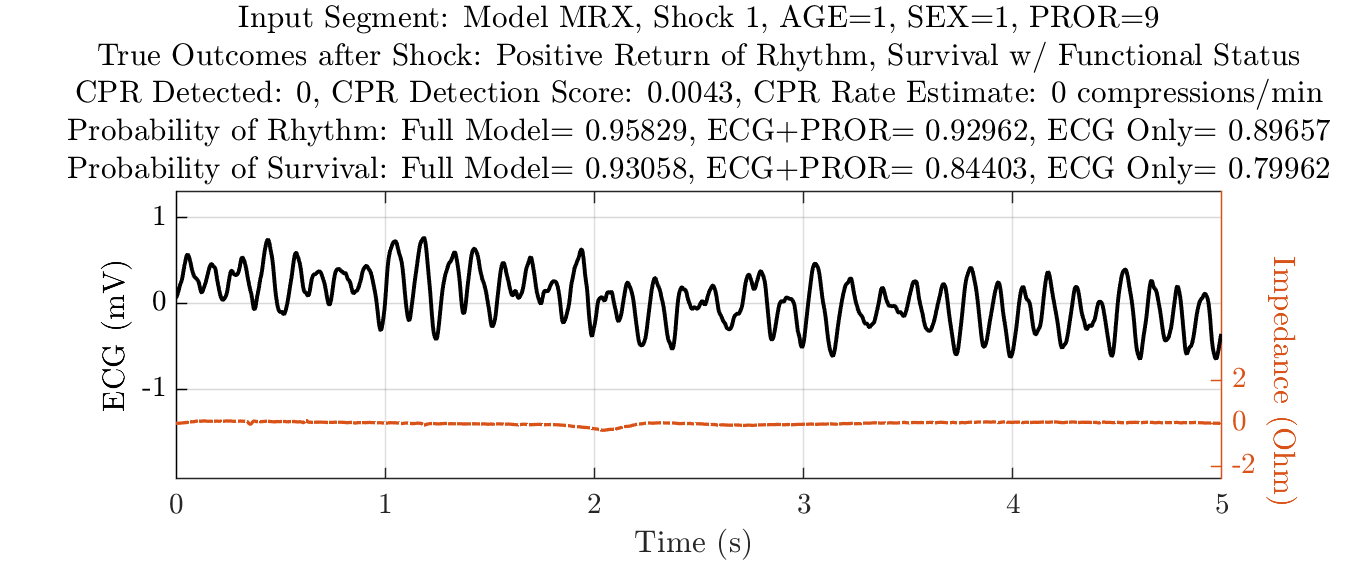 Input Segment: Model MRX, Shock 1, AGE=1, SEX=1, PROR=9
True Outcomes after Shock: Positive Return of Rhythm, Survival w/ Functional Status
CPR Detected: 0, CPR Detection Score: 0.0043, CPR Rate Estimate: 0 compressions/min
Probability of Rhythm: Full Model= 0.95829, ECG+PROR= 0.92962, ECG Only= 0.89657
Probability of Survival: Full Model= 0.93058, ECG+PROR= 0.84403, ECG Only= 0.79962
ECG (mV)
1
0
-1
Impedance (Ohm)
2
0
-2
0 1 2 3 4 5
Time (s)